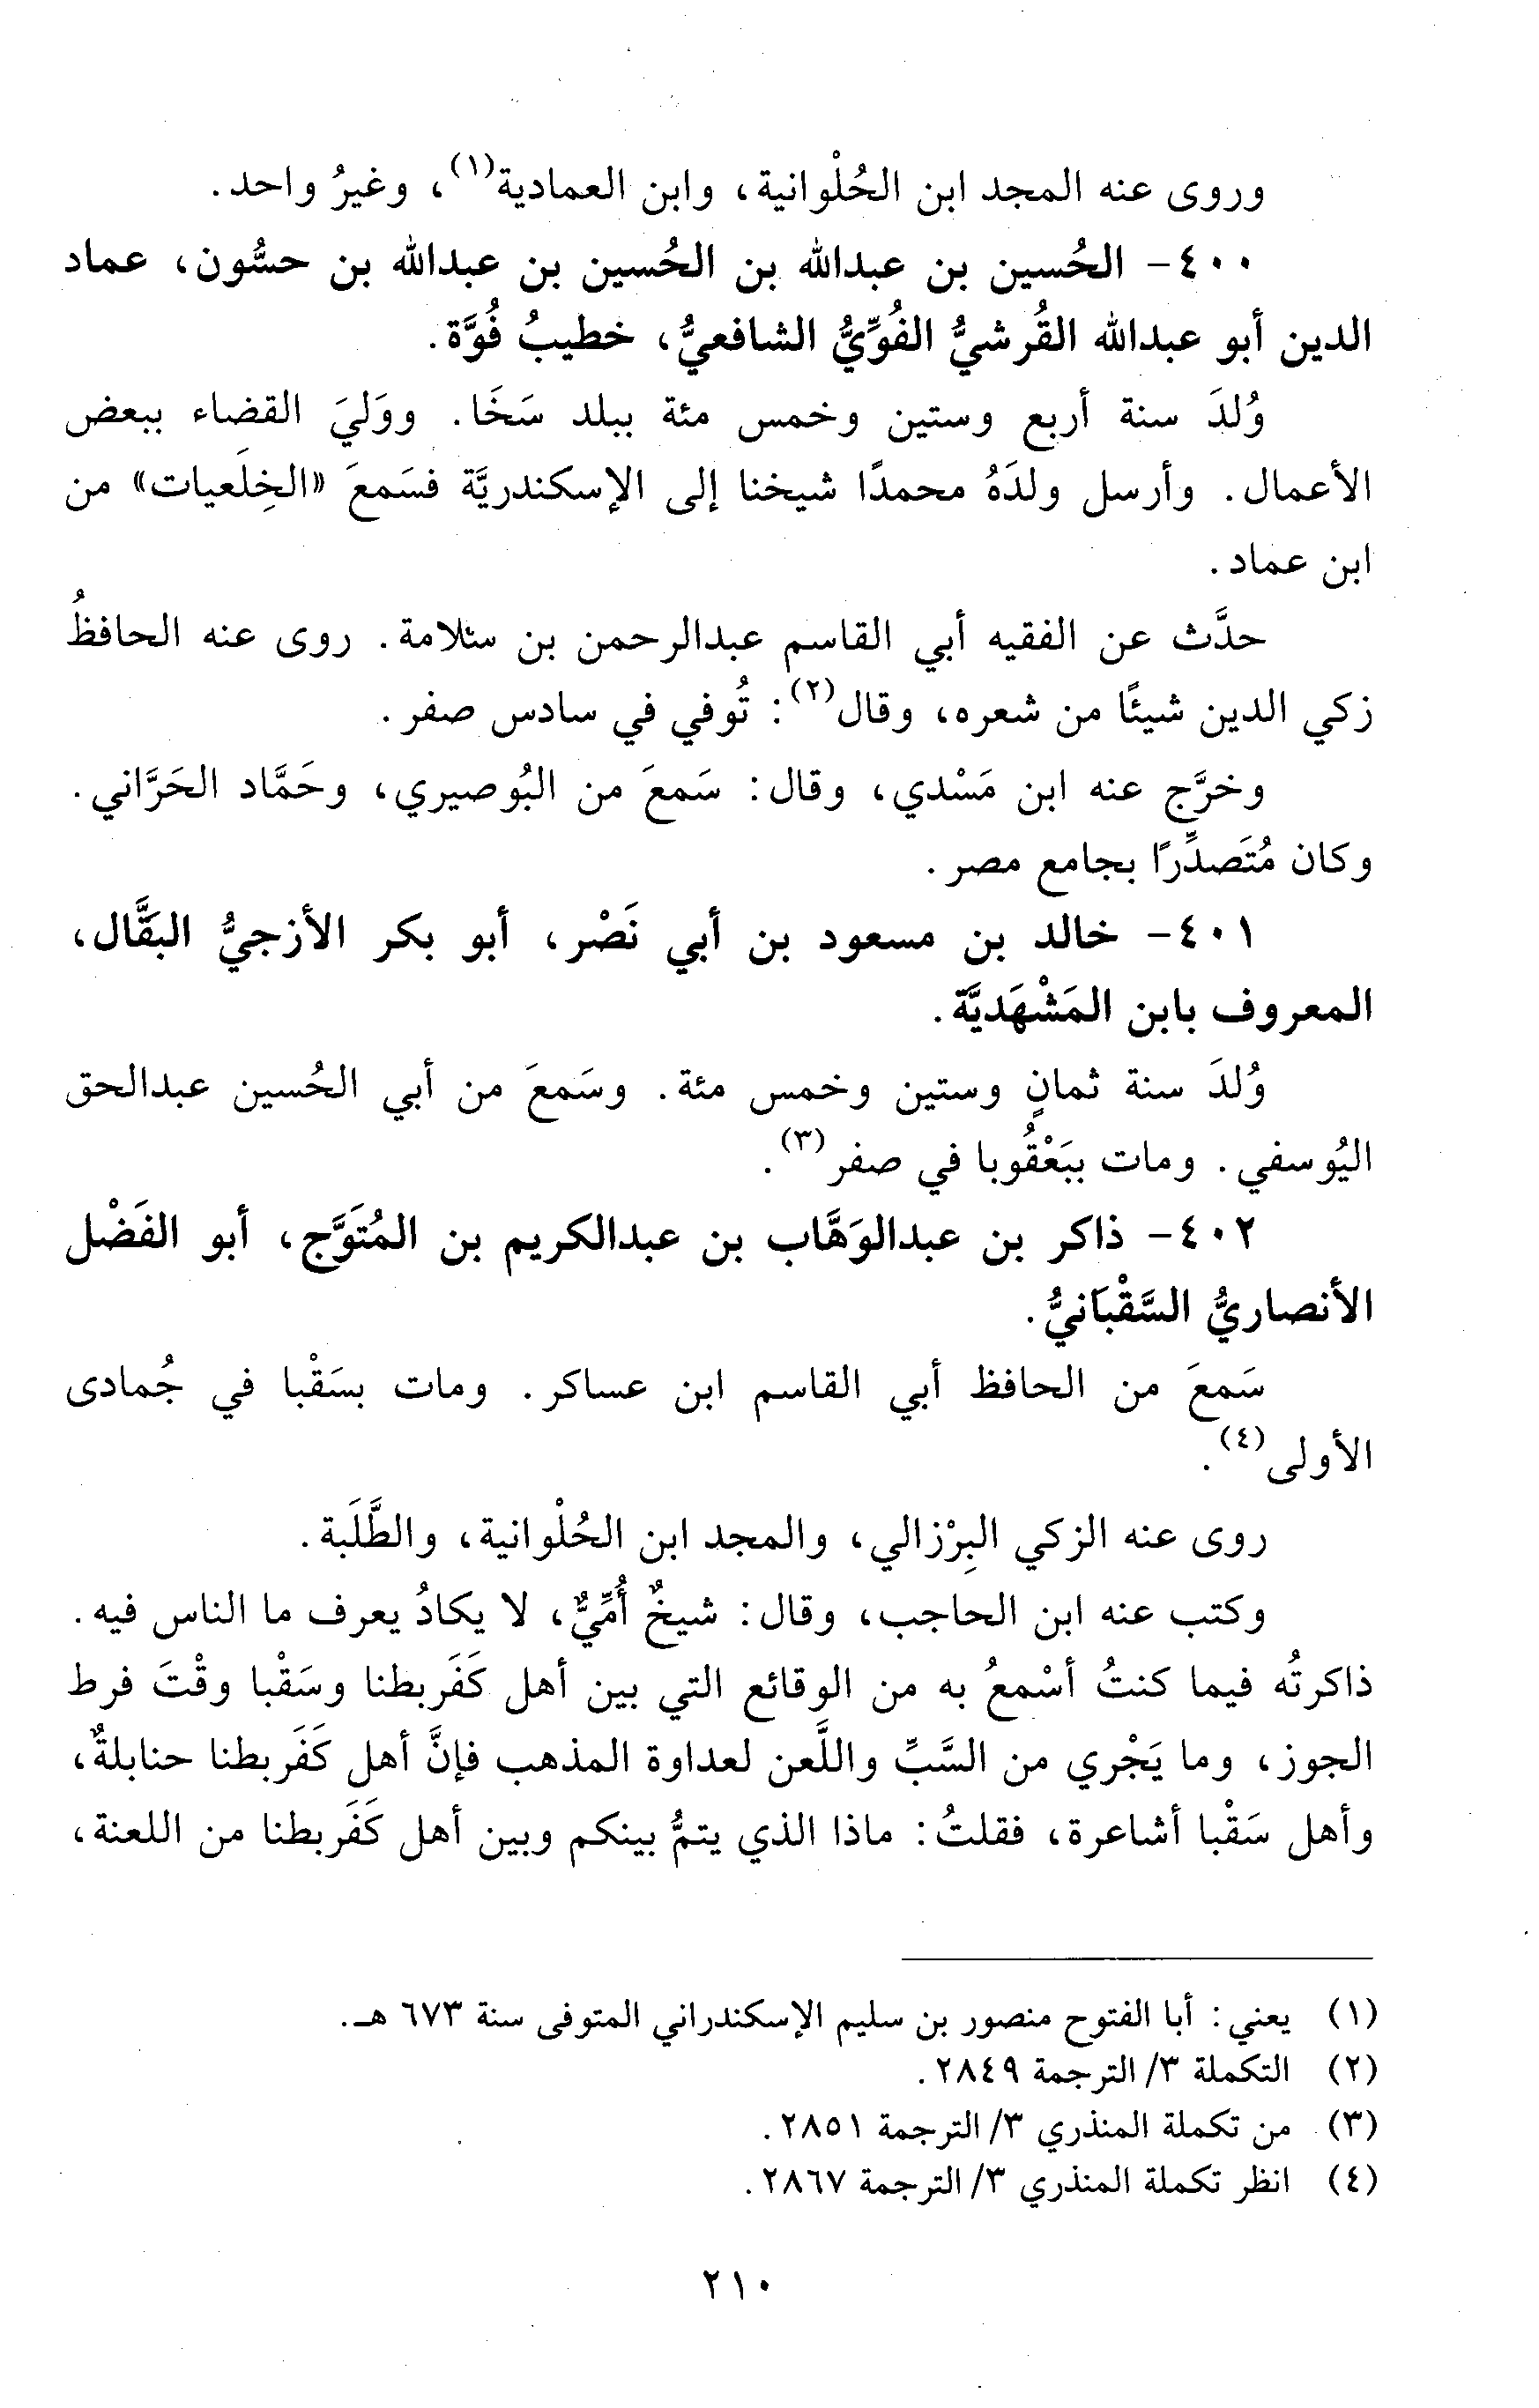 وروى عنه المجد ابن الحُلْوانية، وابن العمادية(١)، وغيرُ واحد.
٤٠٠- الحُسين بن عبدالله بن الحُسين بن عبدالله بن حسُّون، عماد
الدين أبو عبدالله القُرشيُّ الفُوِّيُّ الشافعيُّ، خطيبُ فُوَّة.
وُلدَ سنة أربع وستين وخمس مئة ببلد سَخَا. ووَليَ القضاء ببعض
الأعمال. وأرسل ولدَهُ محمدًا شيخنا إلى الإسكندريَّة فسَمعَ «الخِلَعيات» من
ابن عماد.
حدَّث عن الفقيه أبي القاسم عبدالرحمن بن سلامة. روى عنه الحافظُ
زكي الدين شيئًا من شعره، وقال(٢): تُوفي في سادس صفر.
وخرَّج عنه ابن مَسْدي، وقال: سَمعَ من البُوصيري، وحَمَّاد الحَرَّاني.
وكان مُتَصدِّرًا بجامع مصر.
٤٠١- خالد بن مسعود بن أبي نَصْر، أبو بكر الأزجيُّ البَقَّال،
المعروف بابن المَشْهَديَّة.
وُلدَ سنة ثمانٍ وستين وخمس مئة. وسَمعَ من أبي الحُسين عبدالحق
اليُوسفي. ومات ببَعْقُوبا في صفر(٣).
٤٠٢- ذاكر بن عبدالوَهَّاب بن عبدالكريم بن المُتَوَّج، أبو الفَضْل
الأنصاريُّ السَّقْبَانيُّ.
سَمعَ من الحافظ أبي القاسم ابن عساكر. ومات بسَقْبا في جُمادى
الأولى(٤).
روى عنه الزكي البِرْزالي، والمجد ابن الحُلْوانية، والطَّلَبة.
وكتب عنه ابن الحاجب، وقال: شيخٌ أُمِّيٌّ، لا يكادُ يعرف ما الناس فيه.
ذاكرتُه فيما كنتُ أسْمعُ به من الوقائع التي بين أهل كَفَربطنا وسَقْبا وقْتَ فرط
الجوز، وما يَجْري من السَّبِّ واللَّعن لعداوة المذهب فإنَّ أهل كَفَربطنا حنابلةٌ،
وأهل سَقْبا أشاعرة، فقلتُ: ماذا الذي يتمُّ بينكم وبين أهل كَفَربطنا من اللعنة،
(١) يعني: أبا الفتوح منصور بن سليم الإسكندراني المتوفى سنة ٦٧٣ هـ.
(٢) التكملة ٣/ الترجمة ٢٨٤٩.
(٣) من تكملة المنذري ٣/ الترجمة ٢٨٥١.
(٤) انظر تكملة المنذري ٣/ الترجمة ٢٨٦٧.
٢١٠